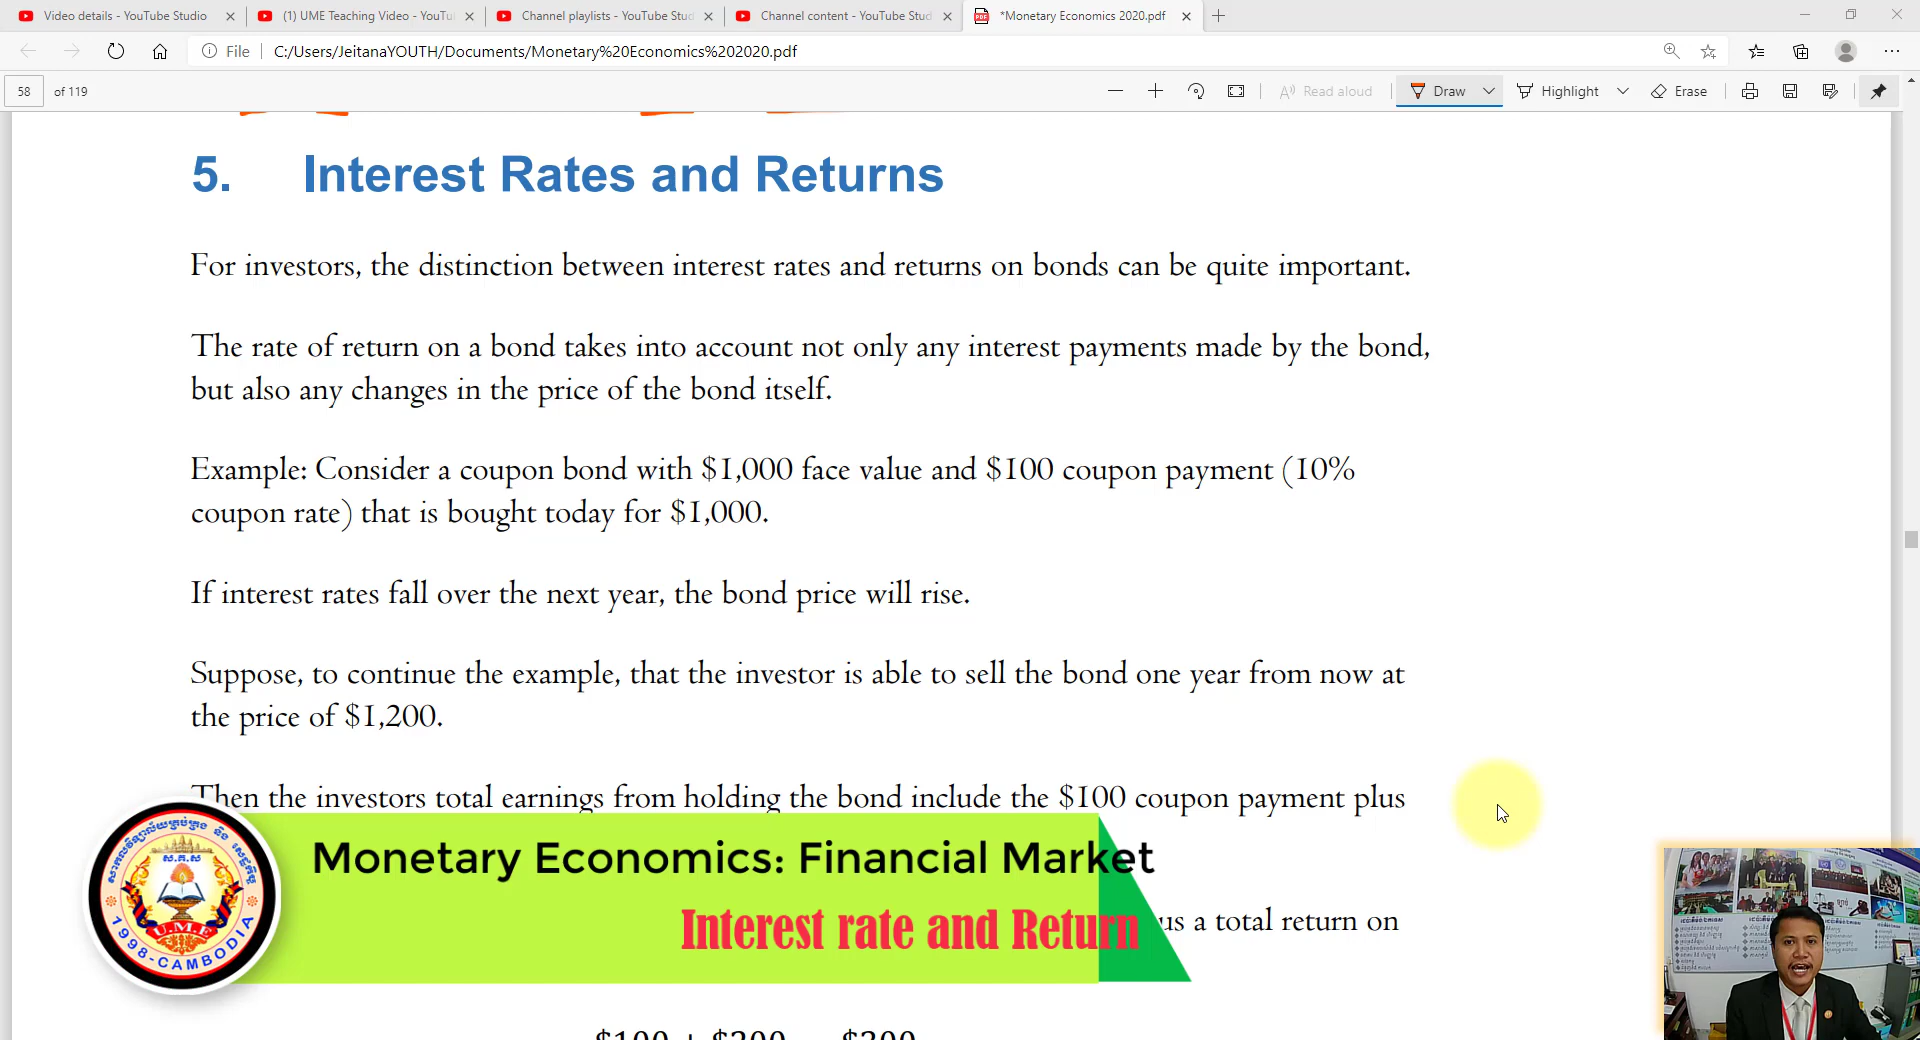 Video details - YouTube Studio
(1) UME Teaching Video - YouTu
Channel playlists - YouTube Stud
Channel content - YouTube Stud
*Monetary Economics 2020.pdf
File
C:/Users/JeitanaYOUTH/Documents/Monetary%20Economics%202020.pdf
58 of 119
Read aloud
Draw
Highlight
Erase
5. Interest Rates and Returns
For investors, the distinction between interest rates and returns on bonds can be quite important.
The rate of return on a bond takes into account not only any interest payments made by the bond,
but also any changes in the price of the bond itself.
Example: Consider a coupon bond with $1,000 face value and $100 coupon payment (10%
coupon rate) that is bought today for $1,000.
If interest rates fall over the next year, the bond price will rise.
Suppose, to continue the example, that the investor is able to sell the bond one year from now at
the price of $1,200.
Then the investors total earnings from holding the bond include the $100 coupon payment plus
Monetary Economics: Financial Market
Interest rate and Return
us a total return on
$100 + $200 $300
ស.គ.ស
U.M.E
1998-CAMBODIA